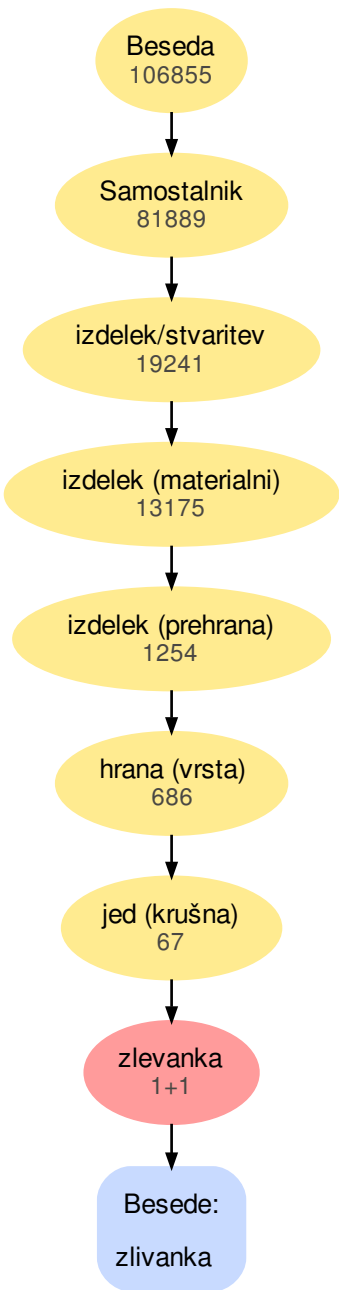 Beseda
106855
Samostalnik
81889
izdelek/stvaritev
19241
izdelek (materialni)
13175
izdelek (prehrana)
1254
hrana (vrsta)
686
jed (krušna)
67
zlevanka
1+1
Besede:
zlivanka